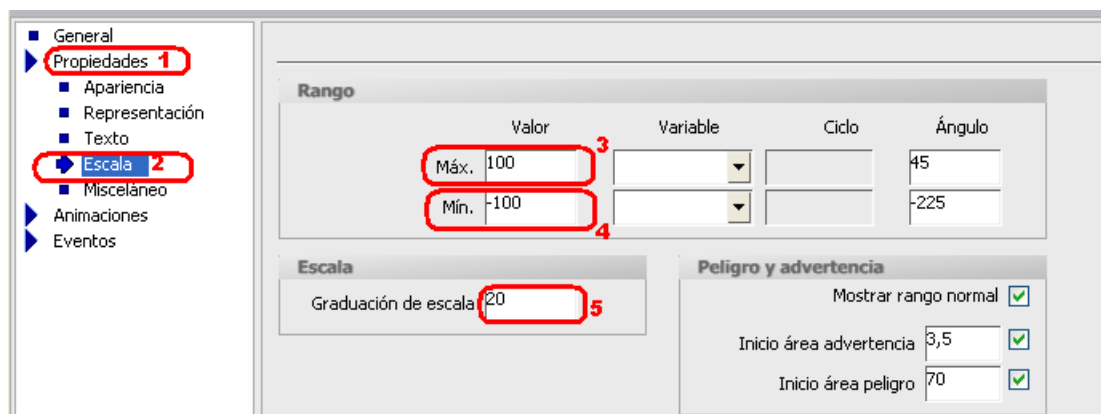 General
Propiedades 1
Apariencia
Representación
Texto
Escala 2
Misceláneo
Animaciones
Eventos
Rango
Valor Variable Ciclo Ángulo
Máx. 100 3 45
Mín. -100 4 -225
Escala
Graduación de escala 20 5
Peligro y advertencia
Mostrar rango normal
Inicio área advertencia 3,5
Inicio área peligro 70